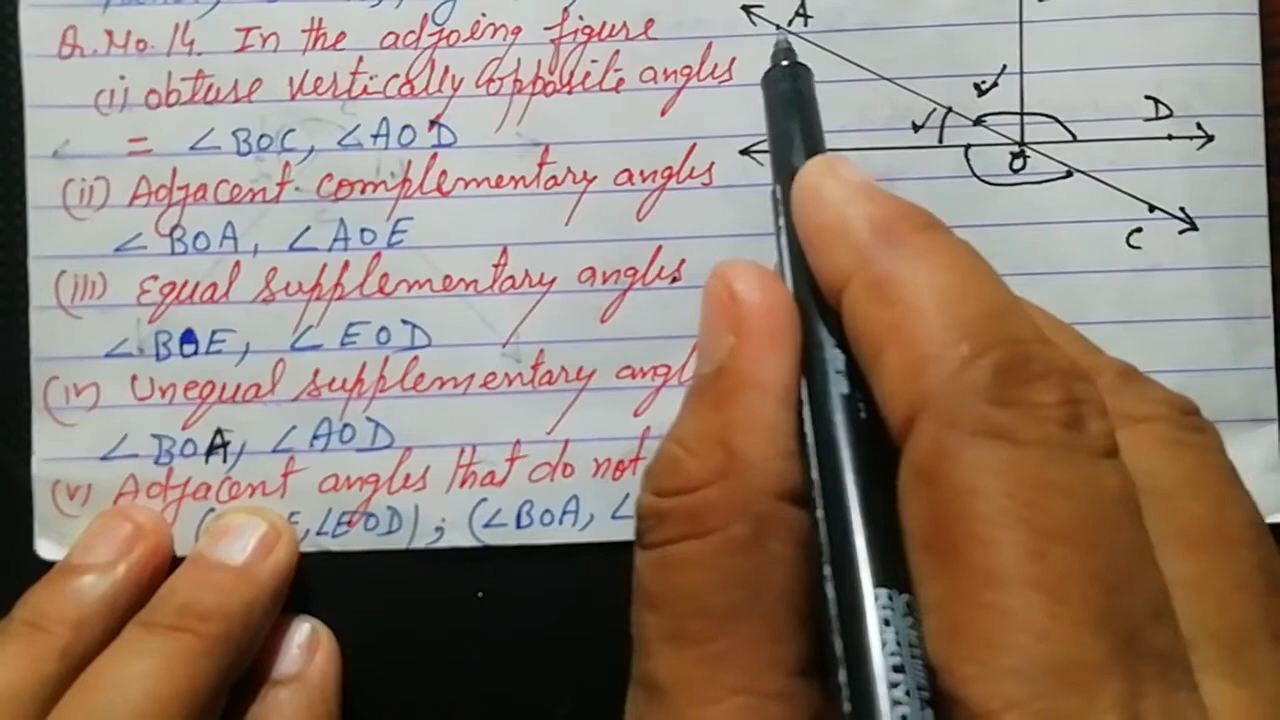 Q.No.14. In the adjoing figure
(i) obtuse vertically opposite angles
= ∠BOC, ∠AOD
(ii) Adjacent complementary angles
∠BOA, ∠AOE
(iii) Equal supplementary angles
∠BOE, ∠EOD
(iv) Unequal supplementary angl
∠BOA, ∠AOD
(v) Adjacent angles that do not
∠EOD); (∠BOA, ∠
A
D
O
C